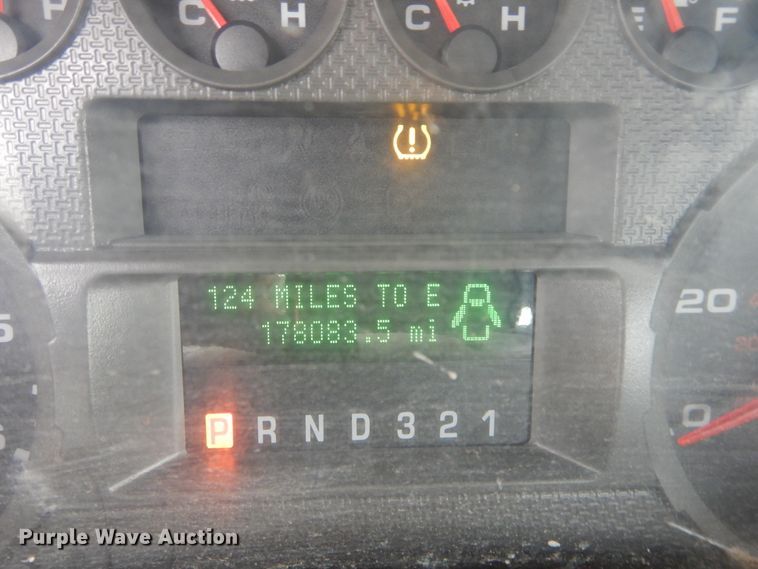 C H
C H
E F
124 MILES TO E
178083.5 mi
20
0
P R N D 3 2 1
Purple Wave Auction